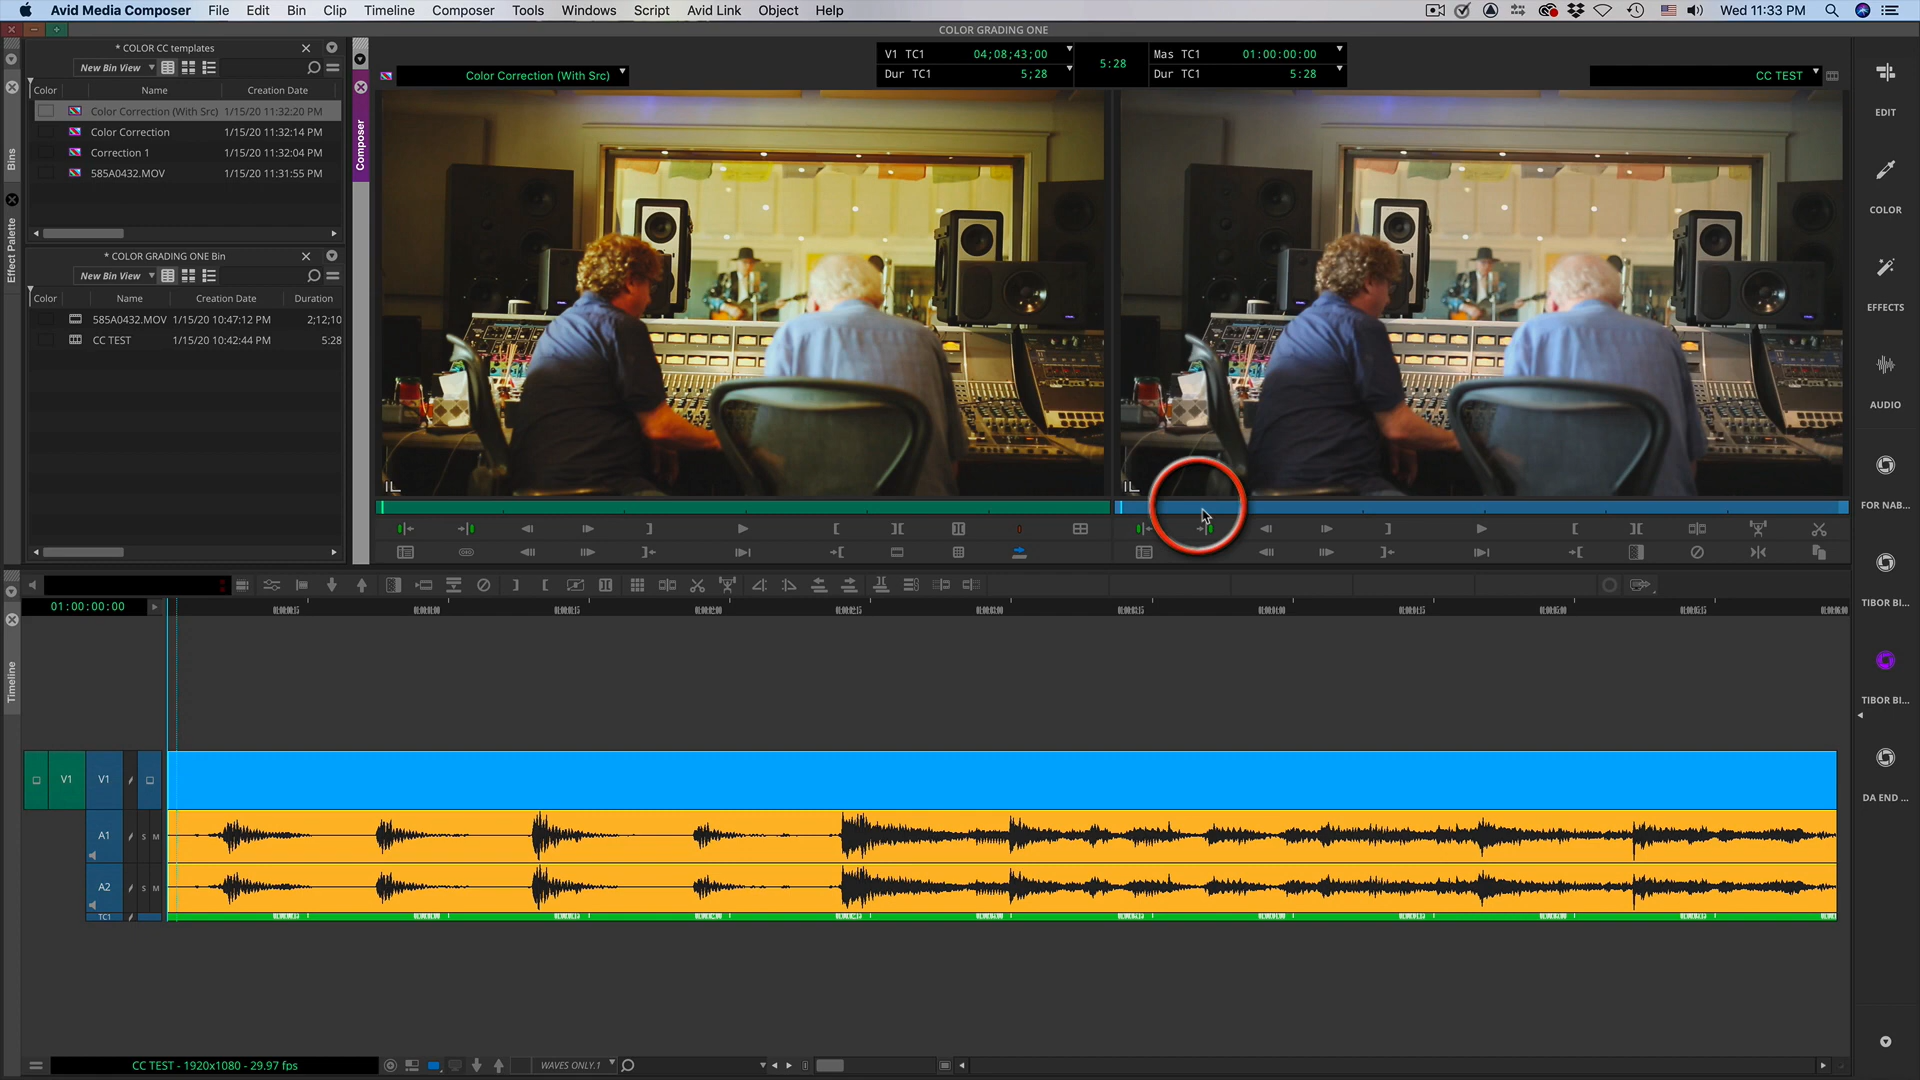 Avid Media Composer File Edit Bin Clip Timeline Composer Tools Windows Script Avid Link Object Help
Wed 11:33 PM
COLOR GRADING ONE
* COLOR CC templates
New Bin View
Color Name Creation Date
Color Correction (With Src) 1/15/20 11:32:20 PM
Color Correction 1/15/20 11:32:14 PM
Correction 1 1/15/20 11:32:04 PM
585A0432.MOV 1/15/20 11:31:55 PM
* COLOR GRADING ONE Bin
New Bin View
Color Name Creation Date Duration
585A0432.MOV 1/15/20 10:47:12 PM 2;12;10
CC TEST 1/15/20 10:42:44 PM 5:28
Bins
Effect Palette
Composer
Color Correction (With Src)
V1 TC1 04;08;43;00
Dur TC1 5;28
5:28
Mas TC1 01:00:00:00
Dur TC1 5:28
CC TEST
EDIT
COLOR
EFFECTS
AUDIO
FOR NAB...
TIBOR BI...
TIBOR BI...
DA END ...
Timeline
01:00:00:00
V1 V1
A1 S M
A2 S M
TC1
CC TEST - 1920x1080 - 29.97 fps
WAVES ONLY.1